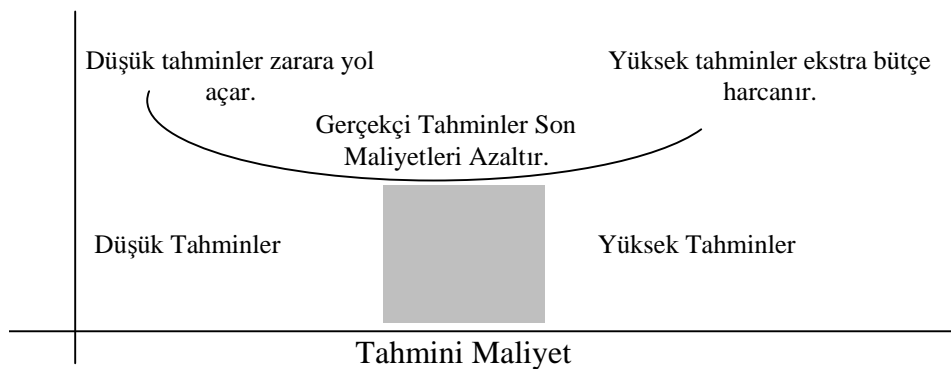 Düşük tahminler zarara yol
açar.
Yüksek tahminler ekstra bütçe
harcanır.
Gerçekçi Tahminler Son
Maliyetleri Azaltır.
Düşük Tahminler
Yüksek Tahminler
Tahmini Maliyet